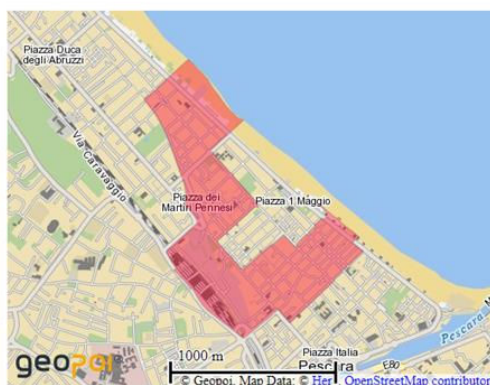 Piazza Duca
degli Abruzzi
Via Caravaggio
Piazza dei
Martiri Pennesi
Piazza 1 Maggio
Piazza Italia
Pescara
Pescara
E80
geopoi
1000 m
© Geopoi, Map Data: © Her OpenStreetMap contributor